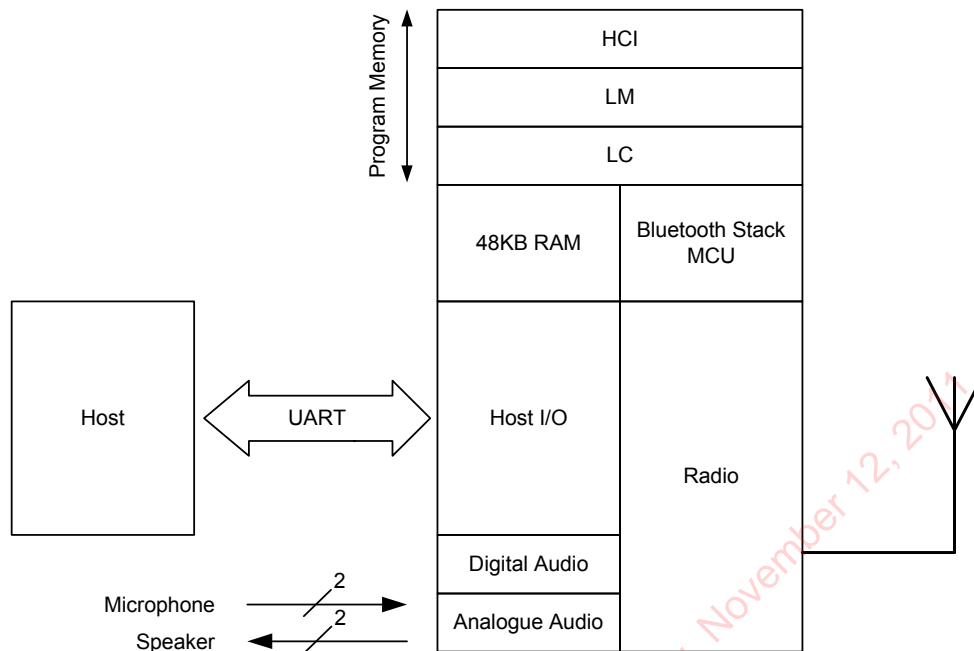 Program Memory
HCI
LM
LC
48KB RAM
Bluetooth Stack
MCU
Host
UART
Host I/O
Radio
Digital Audio
Microphone
2
Analogue Audio
Speaker
2
November 12, 2011